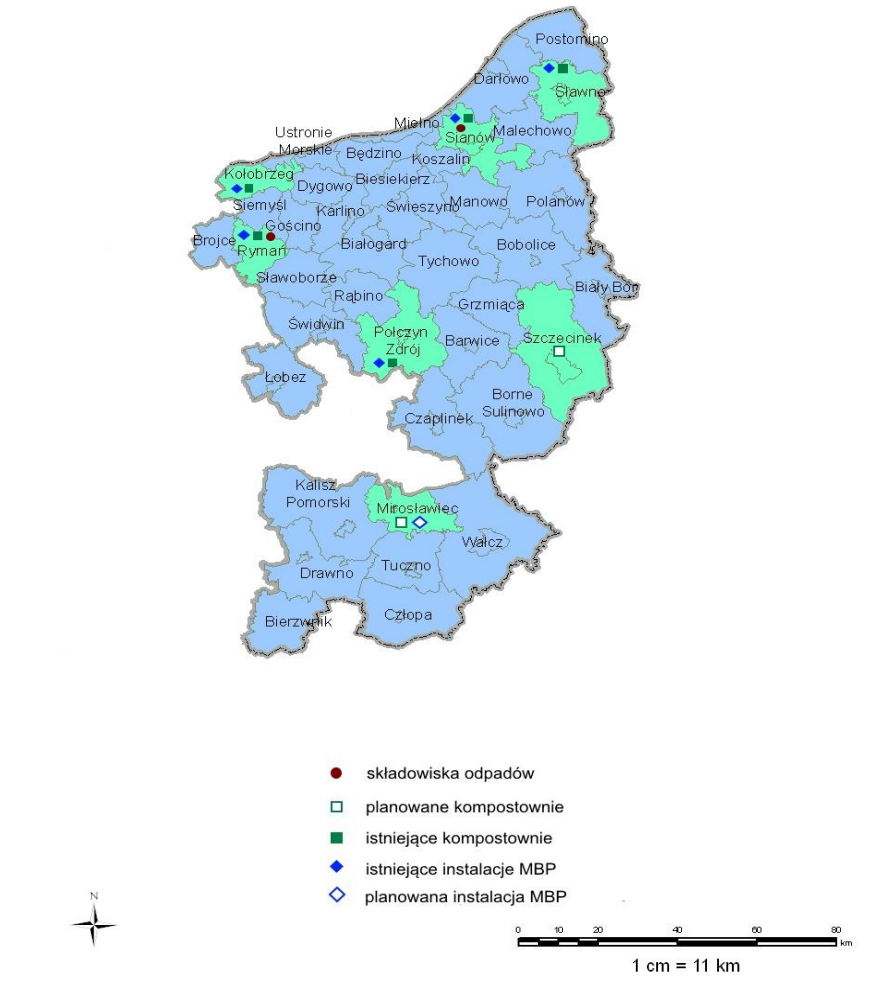 Postomino
Darłowo
Sławno
Mielno
Sianów
Malechowo
Ustronie
Morskie
Będzino
Koszalin
Kołobrzeg
Dygowo
Biesiekierz
Siemyśl
Karlino
Świeszyno
Manowo
Polanów
Gościno
Brojce
Rymań
Białogard
Bobolice
Tychowo
Sławoborze
Biały Bór
Rąbino
Grzmiąca
Świdwin
Połczyn
Zdrój
Barwice
Szczecinek
Łobez
Borne
Sulinowo
Czaplinek
Kalisz
Pomorski
Mirosławiec
Wałcz
Drawno
Tuczno
Bierzwnik
Człopa
składowiska odpadów
planowane kompostownie
istniejące kompostownie
istniejące instalacje MBP
planowana instalacja MBP
N
0 10 20 40 60 80
km
1 cm = 11 km